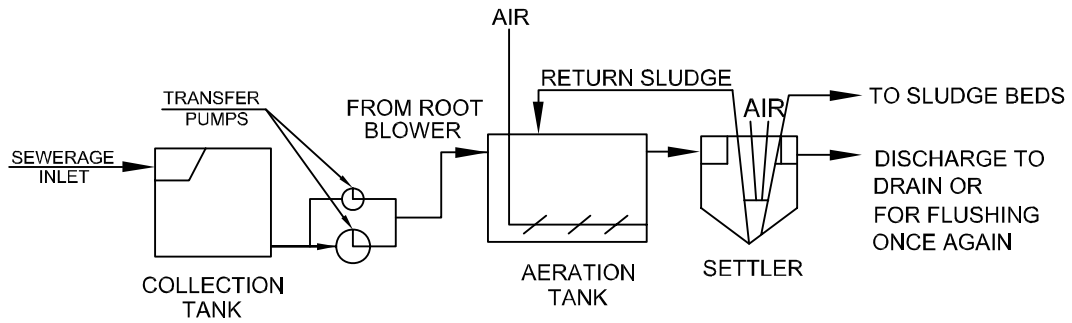 AIR
RETURN SLUDGE
TRANSFER
PUMPS
FROM ROOT
BLOWER
AIR
TO SLUDGE BEDS
SEWERAGE
INLET
DISCHARGE TO
DRAIN OR
FOR FLUSHING
ONCE AGAIN
COLLECTION
TANK
AERATION
TANK
SETTLER